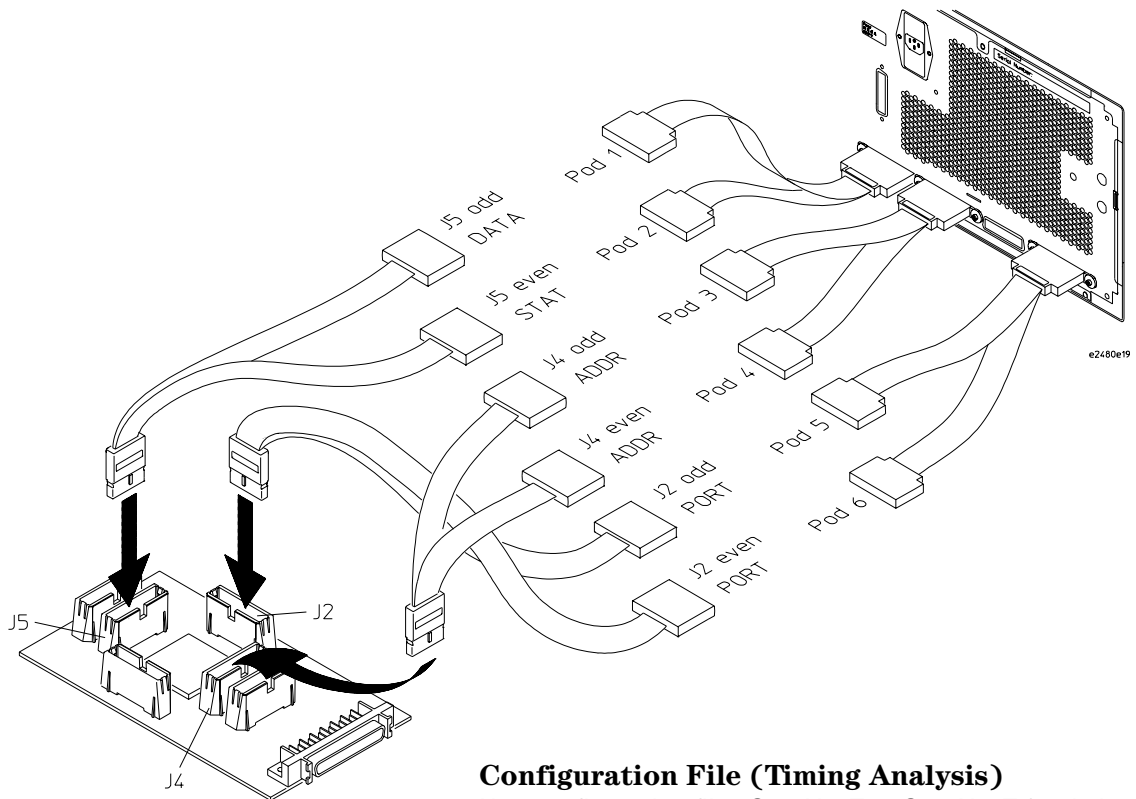 Serial Number
Pod 1
J5 odd
DATA
Pod 2
J5 even
STAT
Pod 3
J4 odd
ADDR
Pod 4
e2480e19
J4 even
ADDR
Pod 5
J2 odd
PORT
Pod 6
J2 even
PORT
J5
J2
J4
Configuration File (Timing Analysis)